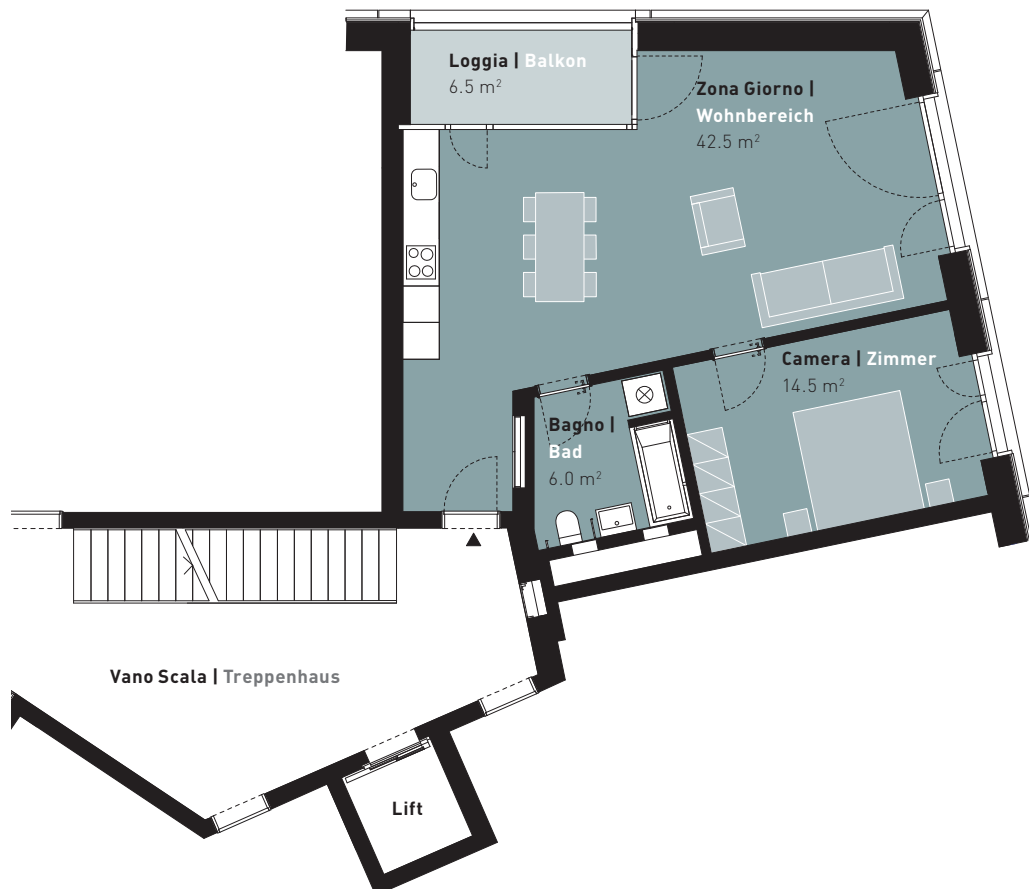 Loggia | Balkon
6.5 m²
Zona Giorno |
Wohnbereich
42.5 m²
Camera | Zimmer
14.5 m²
Bagno |
Bad
6.0 m²
Vano Scala | Treppenhaus
Lift